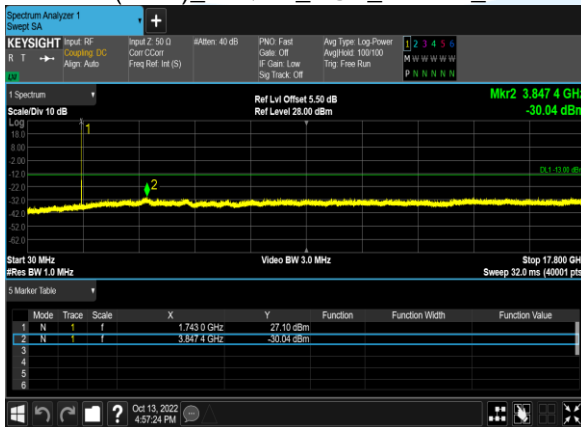 Spectrum Analyzer 1
Swept SA
+
KEYSIGHT
R T
Input: RF
Coupling: DC
Align: Auto
Input Z: 50 Ω
Corr CCorr
Freq Ref: Int (S)
#Atten: 40 dB
PNO: Fast
Gate: Off
IF Gain: Low
Sig Track: Off
Avg Type: Log-Power
Avg|Hold: 100/100
Trig: Free Run
1 2 3 4 5 6
M W W W W W
P N N N N N
1 Spectrum
Scale/Div 10 dB
Ref Lvl Offset 5.50 dB
Ref Level 28.00 dBm
Mkr2 3.847 4 GHz
-30.04 dBm
Log
18.0
8.00
-2.00
-12.0
-22.0
-32.0
-42.0
-52.0
-62.0
1
2
DL1 -13.00 dBm
Start 30 MHz
#Res BW 1.0 MHz
Video BW 3.0 MHz
Stop 17.800 GH
Sweep 32.0 ms (40001 pts
5 Marker Table
Mode Trace Scale X Y Function Function Width Function Value
1 N 1 f 1.743 0 GHz 27.10 dBm
2 N 1 f 3.847 4 GHz -30.04 dBm
3
4
5
6
?
Oct 13, 2022
4:57:24 PM